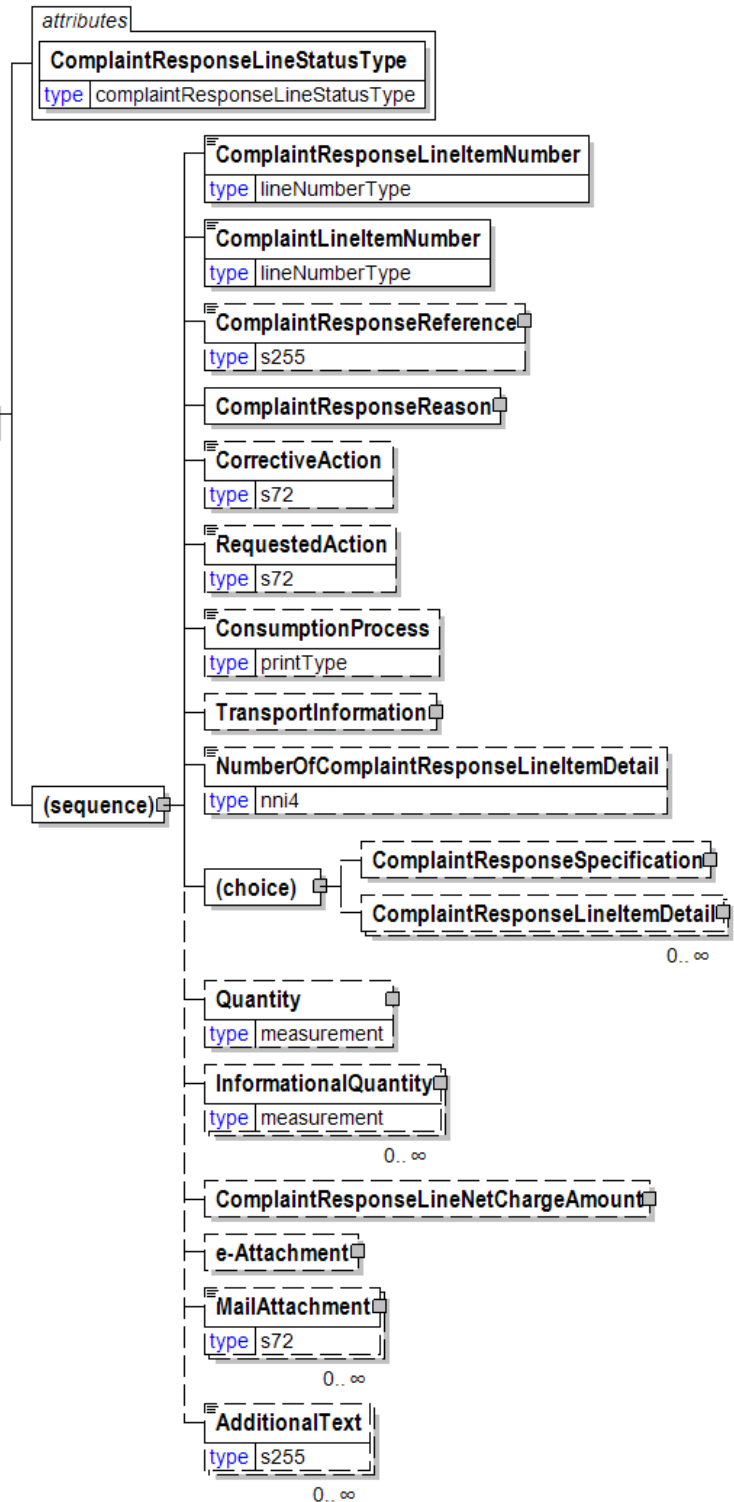 attributes
ComplaintResponseLineStatusType
type complaintResponseLineStatusType
ComplaintResponseLineItemNumber
type lineNumberType
ComplaintLineItemNumber
type lineNumberType
ComplaintResponseReference
type s255
ComplaintResponseReason
CorrectiveAction
type s72
RequestedAction
type s72
ConsumptionProcess
type printType
TransportInformation
NumberOfComplaintResponseLineItemDetail
type nni4
(sequence)
(choice)
ComplaintResponseSpecification
ComplaintResponseLineItemDetail
0.. ∞
Quantity
type measurement
InformationalQuantity
type measurement
0.. ∞
ComplaintResponseLineNetChargeAmount
e-Attachment
MailAttachment
type s72
0.. ∞
AdditionalText
type s255
0.. ∞